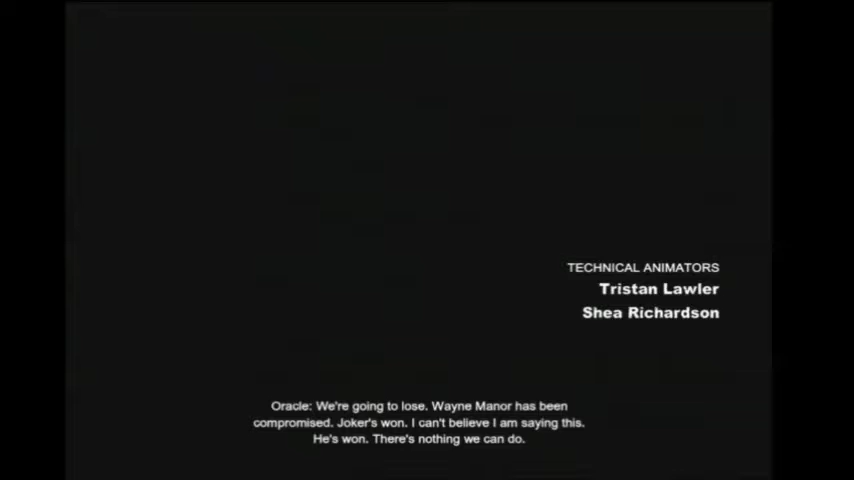 TECHNICAL ANIMATORS
Tristan Lawler
Shea Richardson
Oracle: We're going to lose. Wayne Manor has been
compromised. Joker's won. I can't believe I am saying this.
He's won. There's nothing we can do.